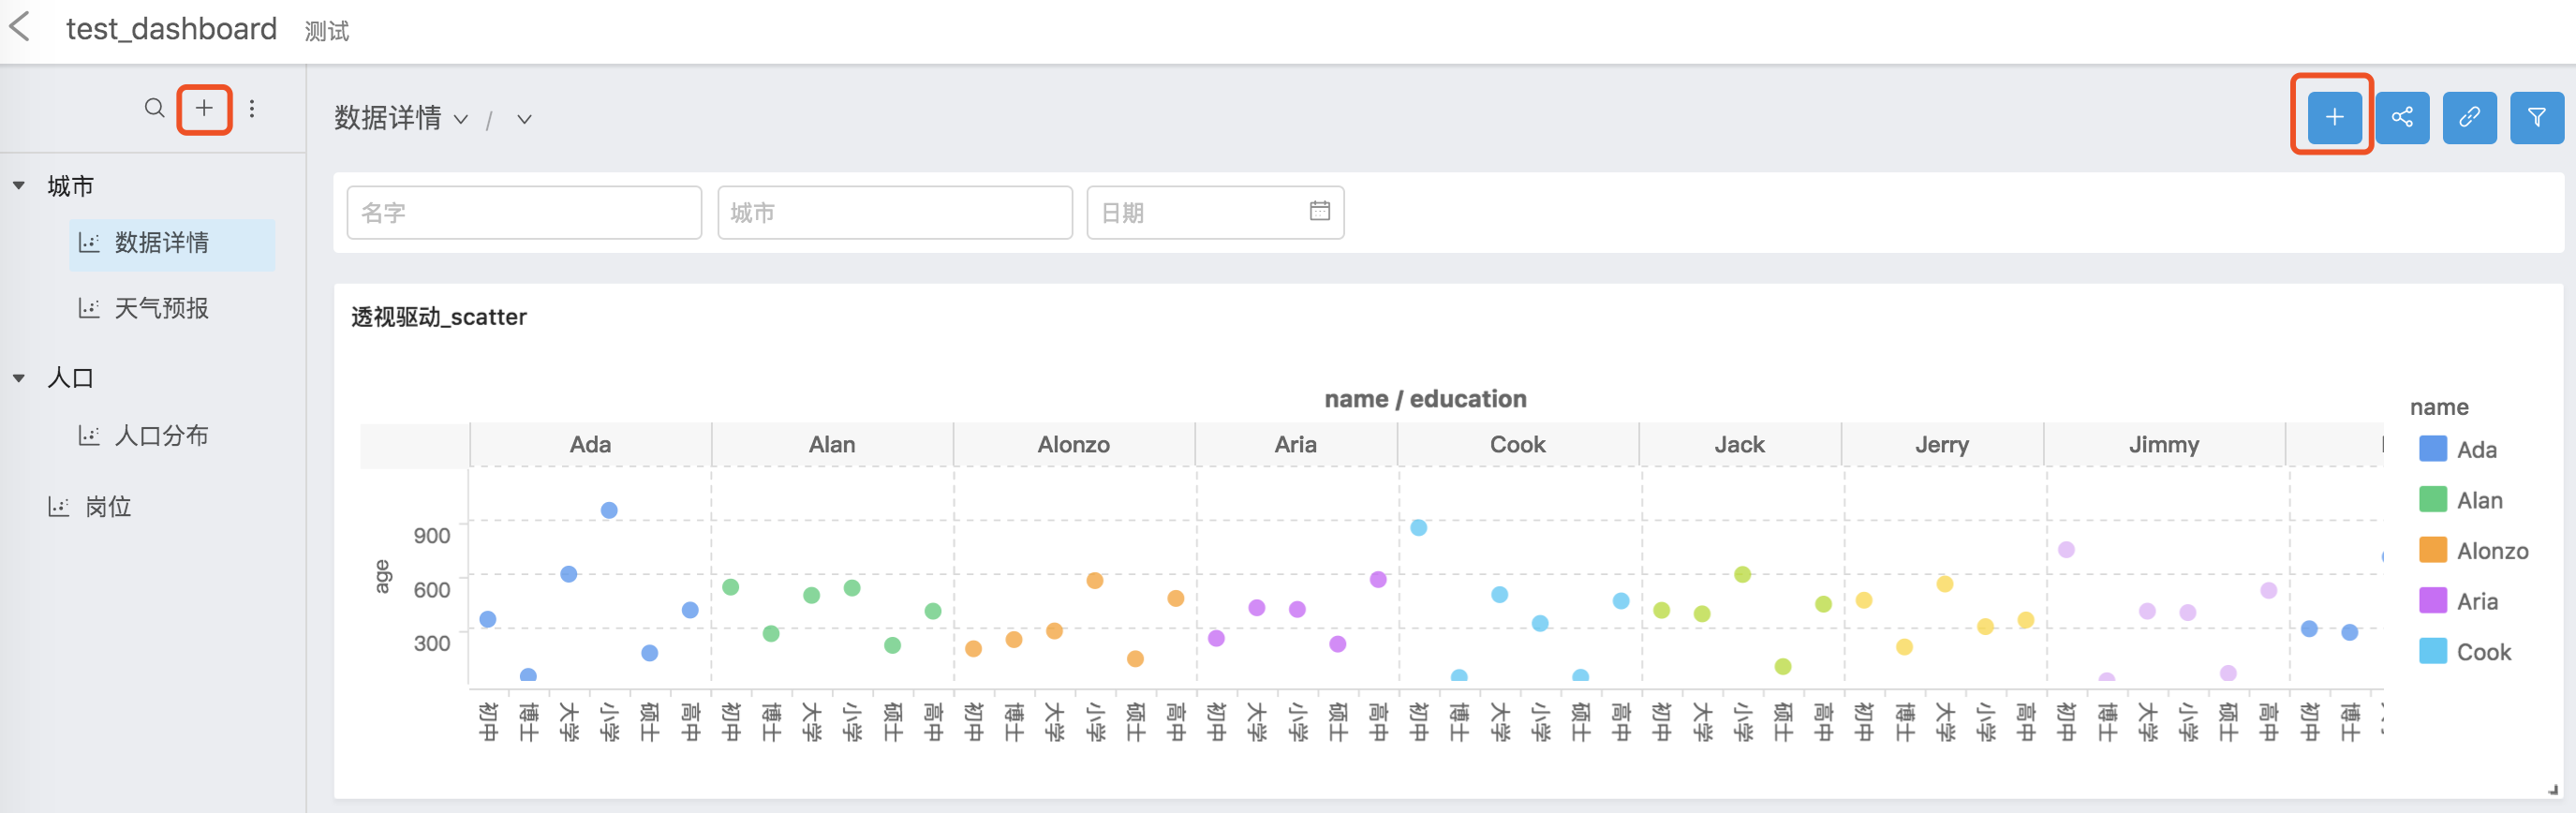 test_dashboard 测试
城市
数据详情
天气预报
人口
人口分布
岗位
数据详情 /
名字 城市 日期
透视驱动_scatter
name / education
Ada Alan Alonzo Aria Cook Jack Jerry Jimmy
age
900
600
300
初中 博士 大学 小学 硕士 高中 初中 博士 大学 小学 硕士 高中 初中 博士 大学 小学 硕士 高中 初中 大学 小学 硕士 高中 初中 博士 大学 小学 硕士 高中 初中 大学 小学 硕士 高中 初中 博士 大学 小学 高中 初中 博士 大学 小学 硕士 高中 初中 博士
name
Ada
Alan
Alonzo
Aria
Cook